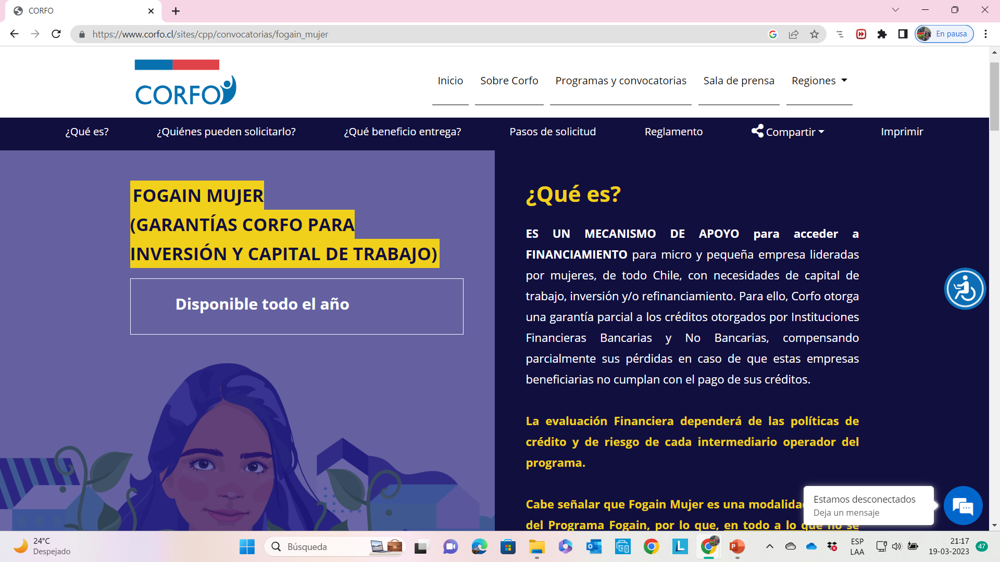 CORFO
https://www.corfo.cl/sites/cpp/convocatorias/fogain_mujer
En pausa
CORFO
Inicio
Sobre Corfo
Programas y convocatorias
Sala de prensa
Regiones
¿Qué es?
¿Quiénes pueden solicitarlo?
¿Qué beneficio entrega?
Pasos de solicitud
Reglamento
Compartir
Imprimir
FOGAIN MUJER
(GARANTÍAS CORFO PARA
INVERSIÓN Y CAPITAL DE TRABAJO)
Disponible todo el año
¿Qué es?
ES UN MECANISMO DE APOYO para acceder a
FINANCIAMIENTO para micro y pequeña empresa lideradas
por mujeres, de todo Chile, con necesidades de capital de
trabajo, inversión y/o refinanciamiento. Para ello, Corfo otorga
una garantía parcial a los créditos otorgados por Instituciones
Financieras Bancarias y No Bancarias, compensando
parcialmente sus pérdidas en caso de que estas empresas
beneficiarias no cumplan con el pago de sus créditos.
La evaluación Financiera dependerá de las políticas de
crédito y de riesgo de cada intermediario operador del
programa.
Cabe señalar que Fogain Mujer es una modalidad
del Programa Fogain, por lo que, en todo a lo que no se
Estamos desconectados
Deja un mensaje
24°C
Despejado
Búsqueda
ESP
LAA
21:17
19-03-2023
47